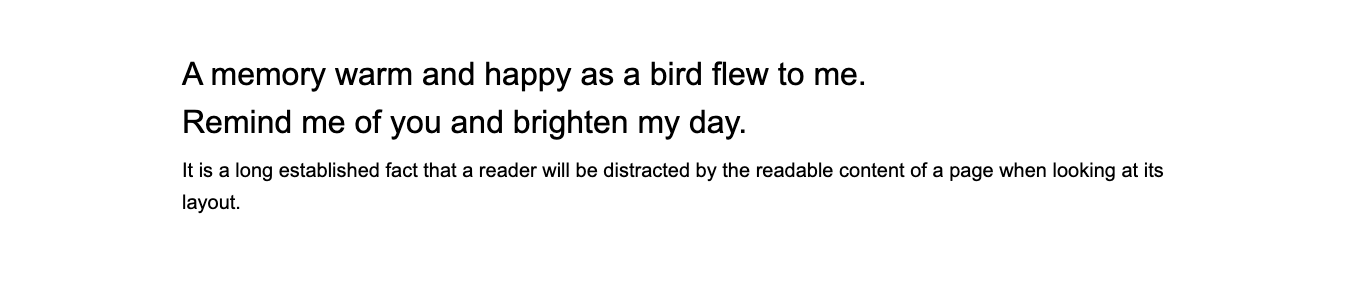 A memory warm and happy as a bird flew to me.
Remind me of you and brighten my day.
It is a long established fact that a reader will be distracted by the readable content of a page when looking at its
layout.